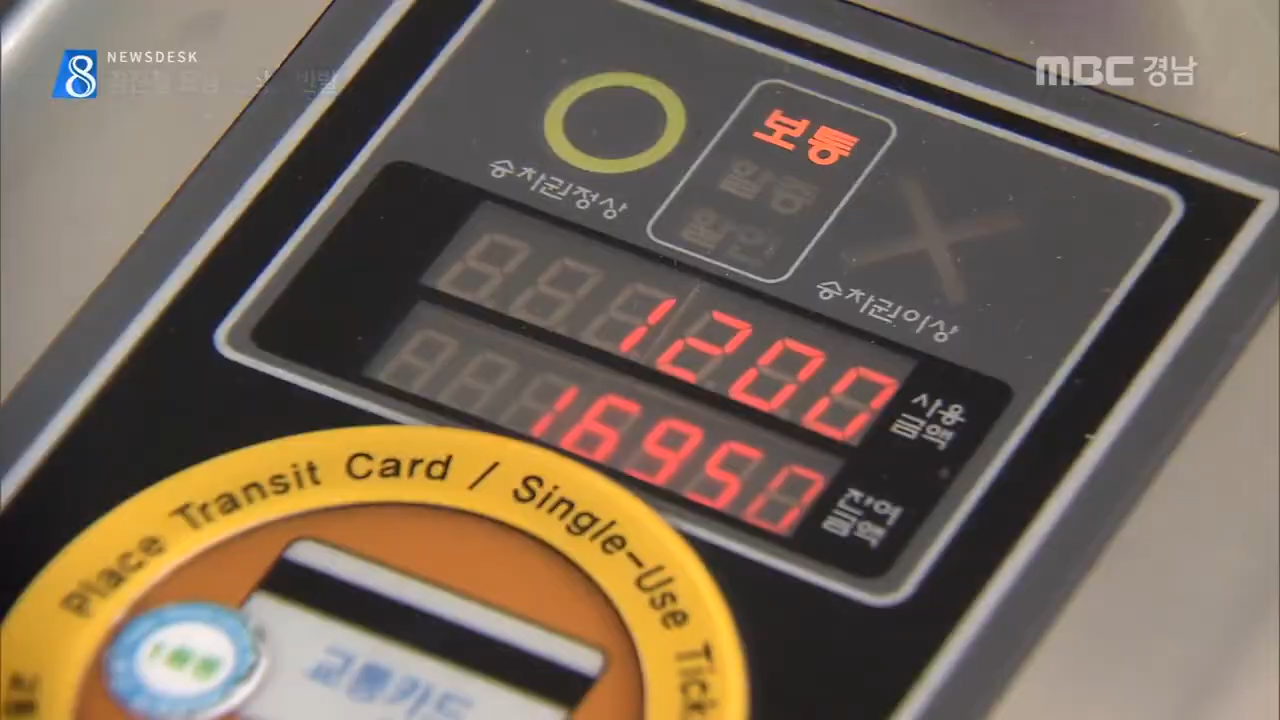 8 NEWSDESK
MBC 경남
보통
할증
할인
승차권정상
승차권이상
1200
사용
금액
16950
잔여
금액
Place Transit Card / Single-Use Tick
교통카드